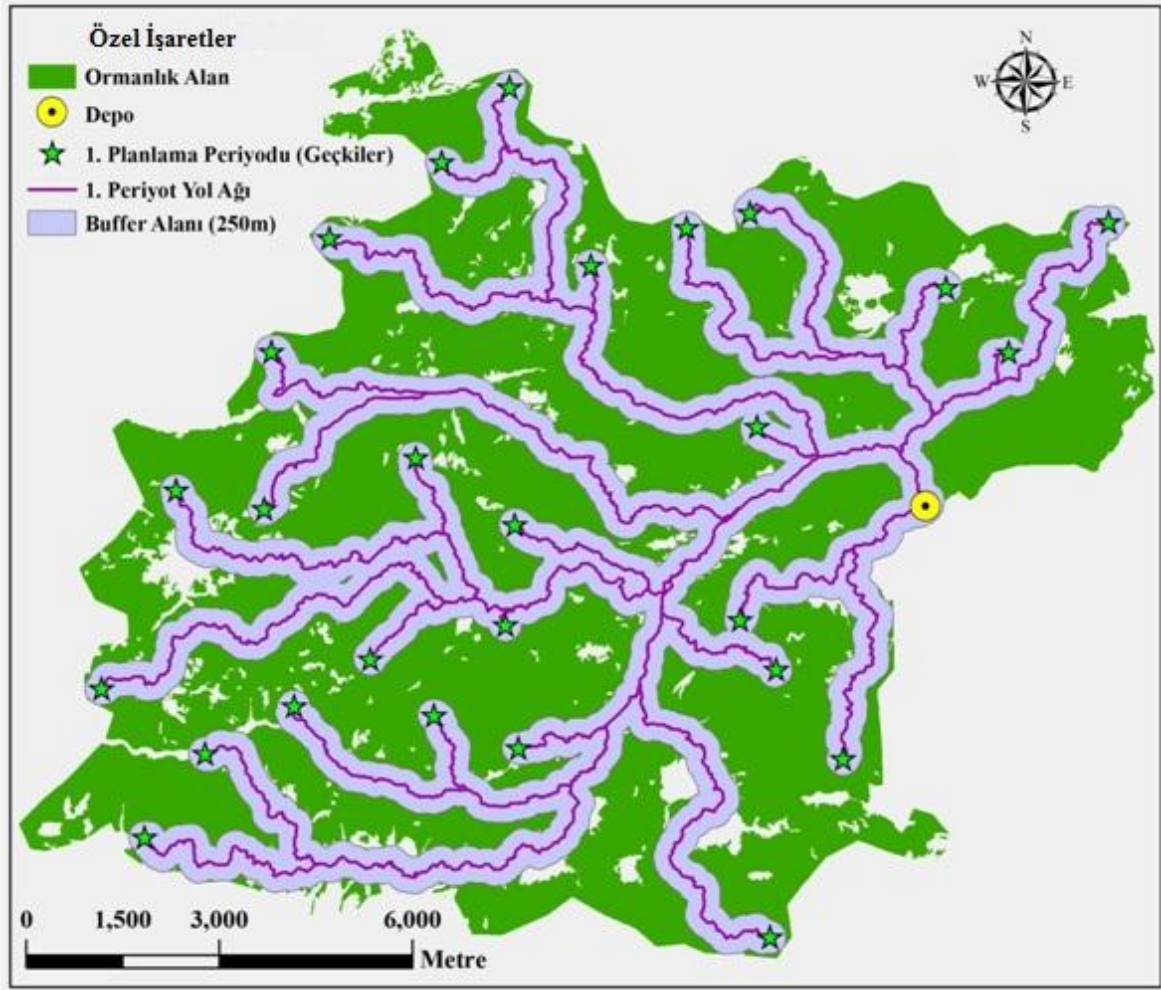 Özel İşaretler
Ormanlık Alan
Depo
1. Planlama Periyodu (Geçkiler)
1. Periyot Yol Ağı
Buffer Alanı (250m)
N
W E
S
0 1,500 3,000 6,000
Metre